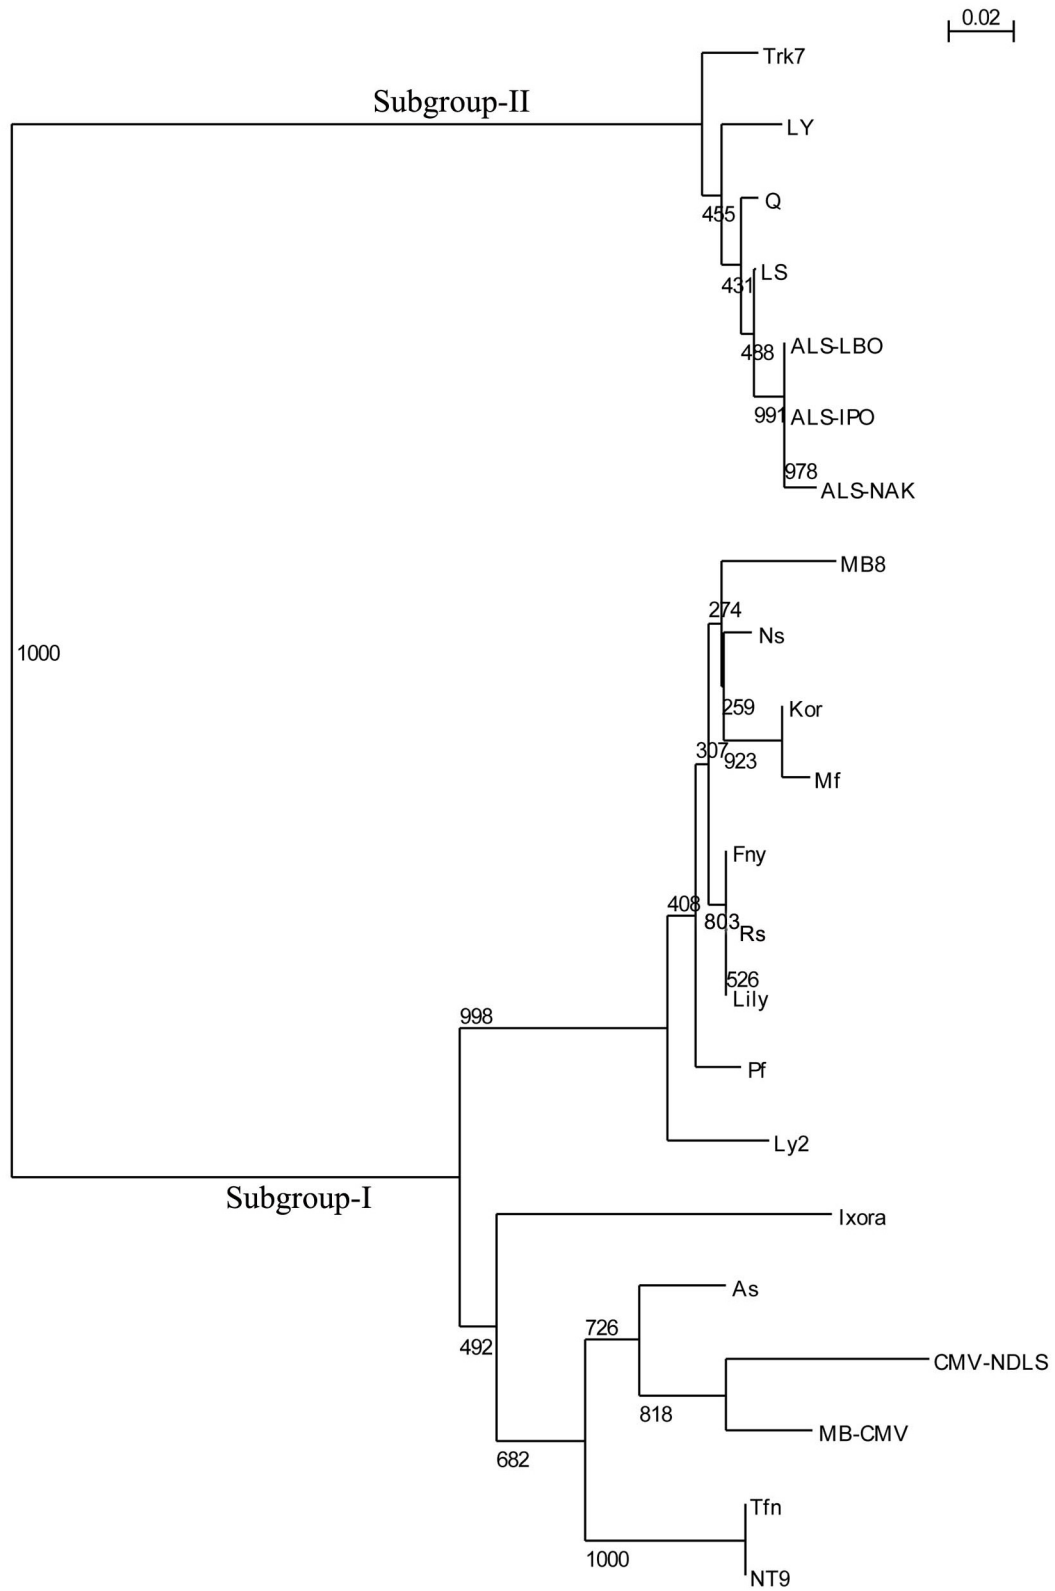 0.02
Trk7
Subgroup-II
LY
Q
455
LS
431
ALS-LBO
488
ALS-IPO
991
978
ALS-NAK
MB8
274
Ns
1000
259
Kor
307
923
Mf
Fny
408
803
Rs
526
Lily
998
Pf
Ly2
Subgroup-I
Ixora
As
726
492
CMV-NDLS
818
MB-CMV
682
Tfn
1000
NT9